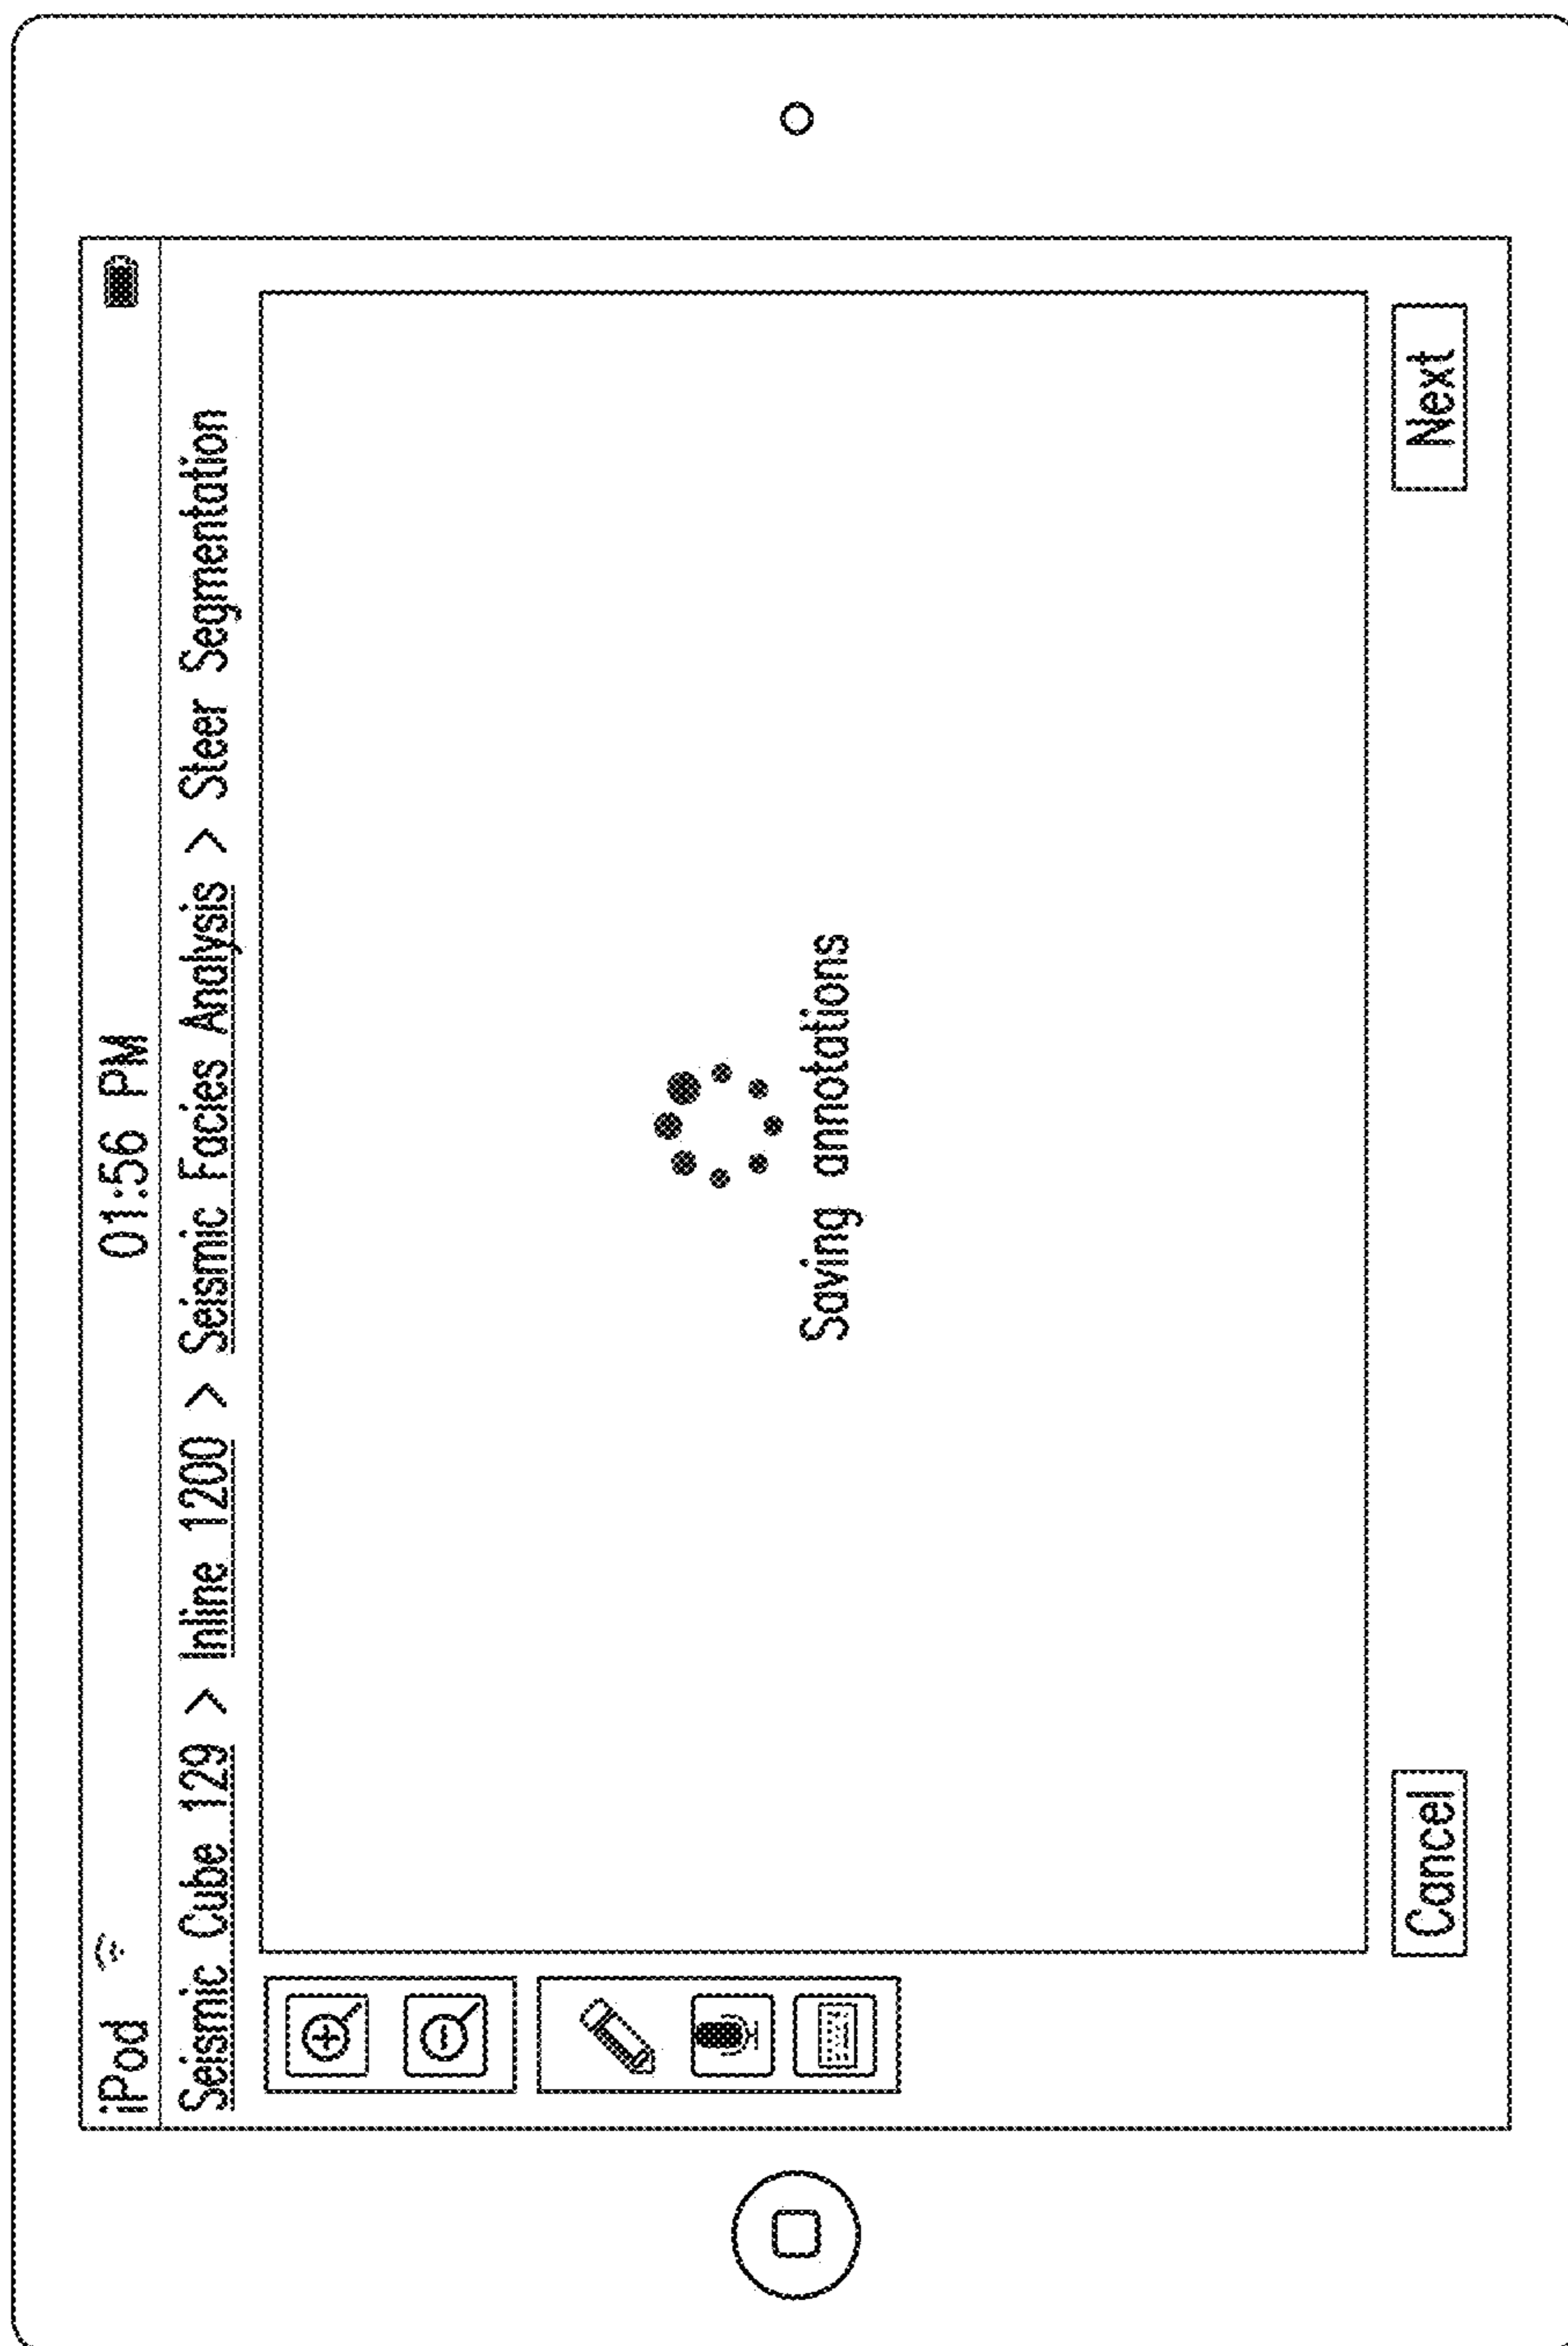 iPod 01:56 PM
Seismic Cube 129 > Inline 1200 > Seismic Facies Analysis > Steer Segmentation
Saving annotations
Cancel Next